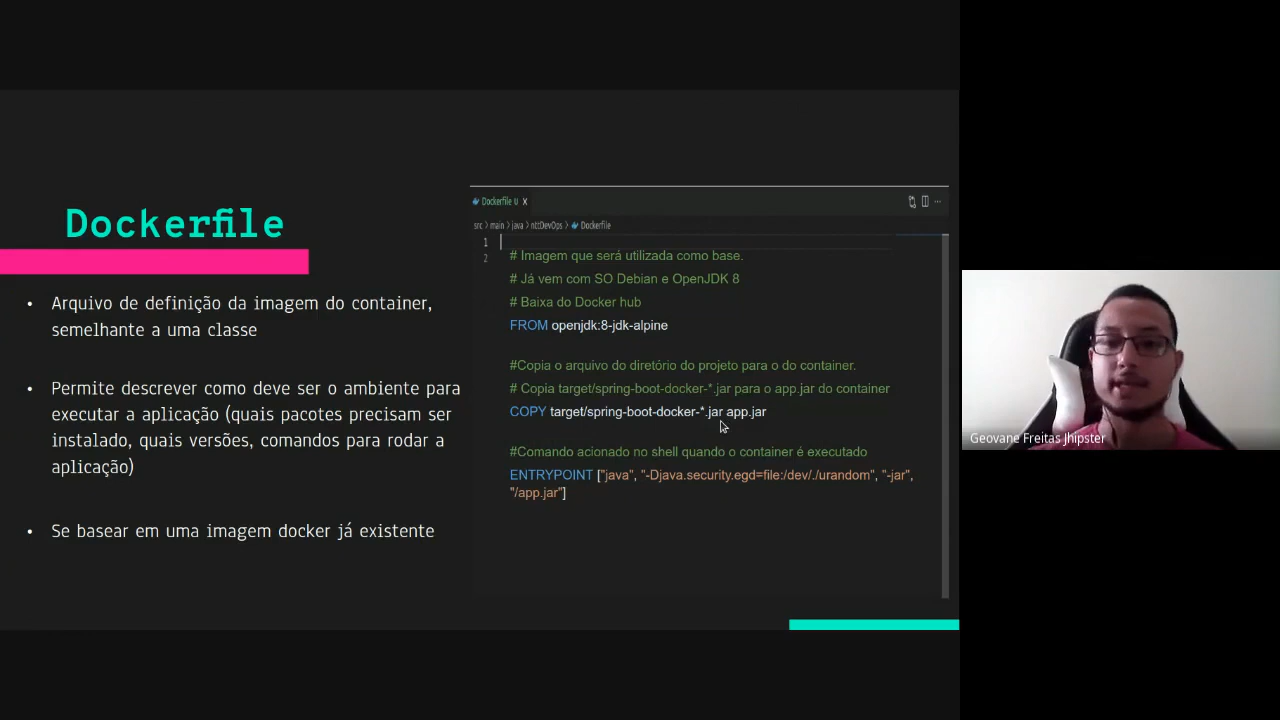 Dockerfile
• Arquivo de definição da imagem do container,
semelhante a uma classe
• Permite descrever como deve ser o ambiente para
executar a aplicação (quais pacotes precisam ser
instalado, quais versões, comandos para rodar a
aplicação)
• Se basear em uma imagem docker já existente
Dockerfile U X
src > main > java > nttDevOps > Dockerfile
1
2
# Imagem que será utilizada como base.
# Já vem com SO Debian e OpenJDK 8
# Baixa do Docker hub
FROM openjdk:8-jdk-alpine
#Copia o arquivo do diretório do projeto para o do container.
# Copia target/spring-boot-docker-*.jar para o app.jar do container
COPY target/spring-boot-docker-*.jar app.jar
#Comando acionado no shell quando o container é executado
ENTRYPOINT ["java", "-Djava.security.egd=file:/dev/./urandom", "-jar",
"/app.jar"]
Geovane Freitas Jhipster